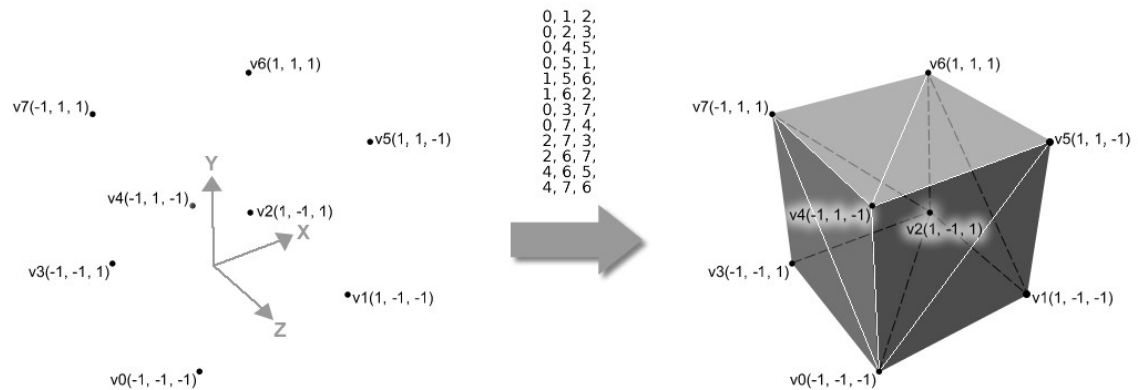 v6(1, 1, 1)
v7(-1, 1, 1)
v5(1, 1, -1)
Y
v4(-1, 1, -1)
v2(1, -1, 1)
X
v3(-1, -1, 1)
v1(1, -1, -1)
Z
v0(-1, -1, -1)
0, 1, 2,
0, 2, 3,
0, 4, 5,
0, 5, 1,
1, 5, 6,
1, 6, 2,
0, 3, 7,
0, 7, 4,
2, 7, 3,
2, 6, 7,
4, 6, 5,
4, 7, 6
v6(1, 1, 1)
v7(-1, 1, 1)
v5(1, 1, -1)
v4(-1, 1, -1)
v2(1, -1, 1)
v3(-1, -1, 1)
v1(1, -1, -1)
v0(-1, -1, -1)